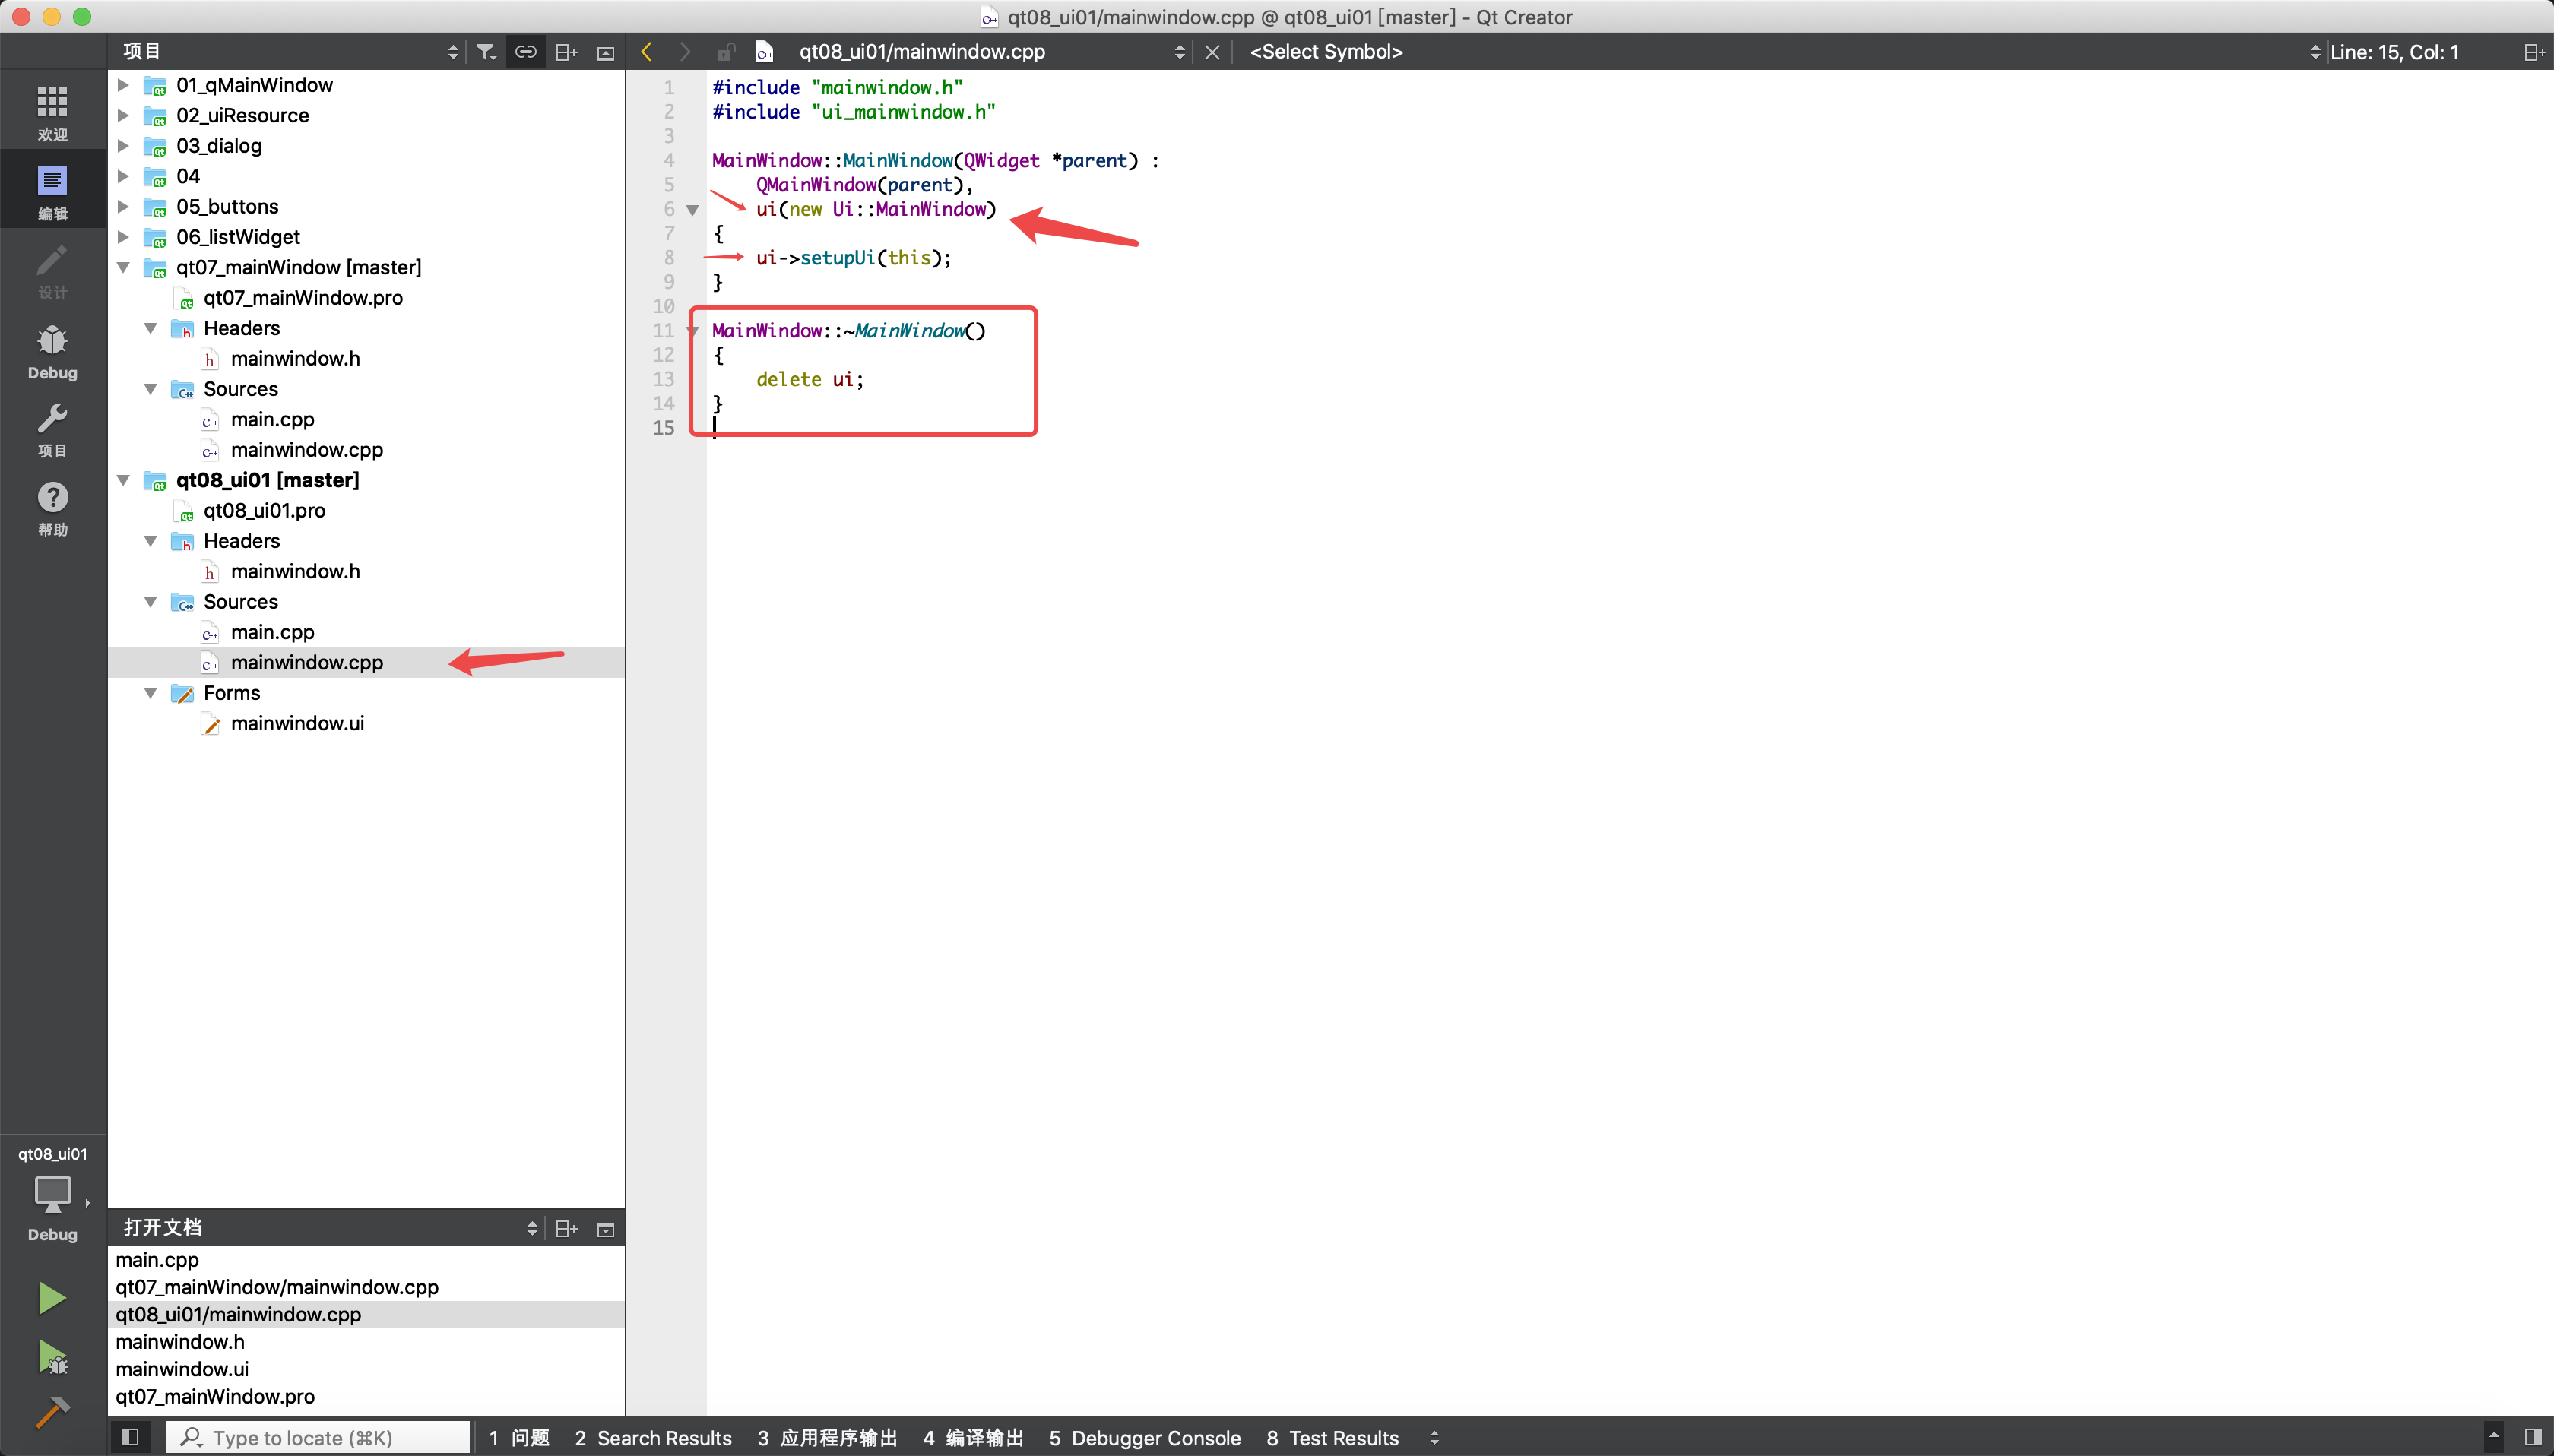 qt08_ui01/mainwindow.cpp @ qt08_ui01 [master] - Qt Creator
项目
qt08_ui01/mainwindow.cpp
<Select Symbol>
Line: 15, Col: 1
欢迎
编辑
设计
Debug
项目
帮助
qt08_ui01
Debug
01_qMainWindow
02_uiResource
03_dialog
04
05_buttons
06_listWidget
qt07_mainWindow [master]
qt07_mainWindow.pro
Headers
mainwindow.h
Sources
main.cpp
mainwindow.cpp
qt08_ui01 [master]
qt08_ui01.pro
Headers
mainwindow.h
Sources
main.cpp
mainwindow.cpp
Forms
mainwindow.ui
打开文档
main.cpp
qt07_mainWindow/mainwindow.cpp
qt08_ui01/mainwindow.cpp
mainwindow.h
mainwindow.ui
qt07_mainWindow.pro
1 #include "mainwindow.h"
2 #include "ui_mainwindow.h"
3
4 MainWindow::MainWindow(QWidget *parent) :
5 QMainWindow(parent),
6 ui(new Ui::MainWindow)
7 {
8 ui->setupUi(this);
9 }
10
11 MainWindow::~MainWindow()
12 {
13 delete ui;
14 }
15
Type to locate (⌘K)
1 问题 2 Search Results 3 应用程序输出 4 编译输出 5 Debugger Console 8 Test Results